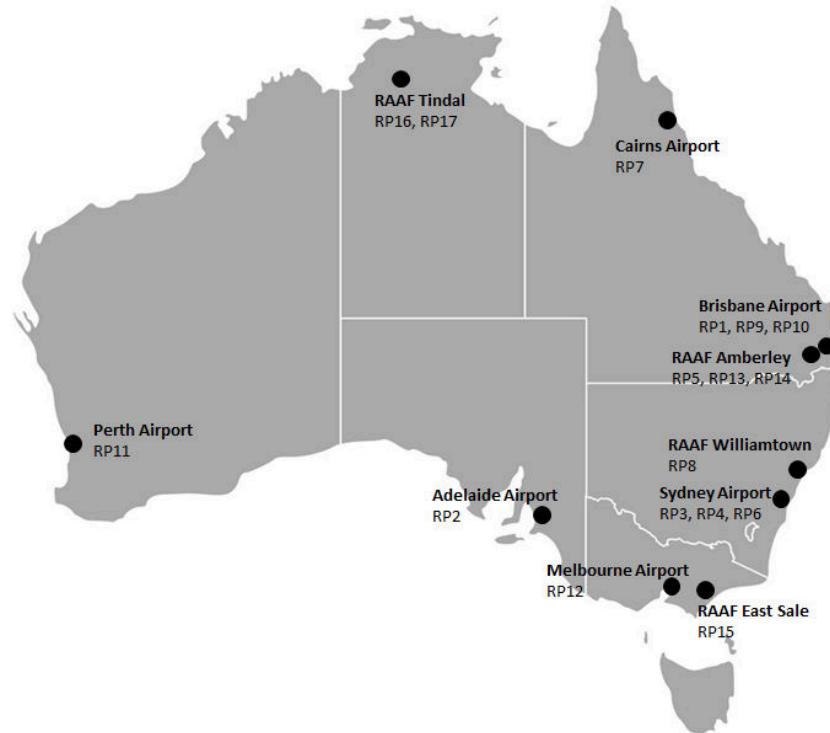 RAAF Tindal
RP16, RP17
Cairns Airport
RP7
Brisbane Airport
RP1, RP9, RP10
RAAF Amberley
RP5, RP13, RP14
Perth Airport
RP11
RAAF Williamtown
RP8
Adelaide Airport
RP2
Sydney Airport
RP3, RP4, RP6
Melbourne Airport
RP12
RAAF East Sale
RP15